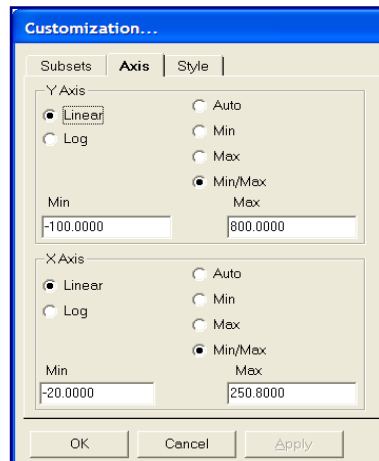 Customization...
Subsets Axis Style
Y Axis
Linear
Log
Auto
Min
Max
Min/Max
Min Max
-100.0000 800.0000
X Axis
Linear
Log
Auto
Min
Max
Min/Max
Min Max
-20.0000 250.8000
OK Cancel Apply